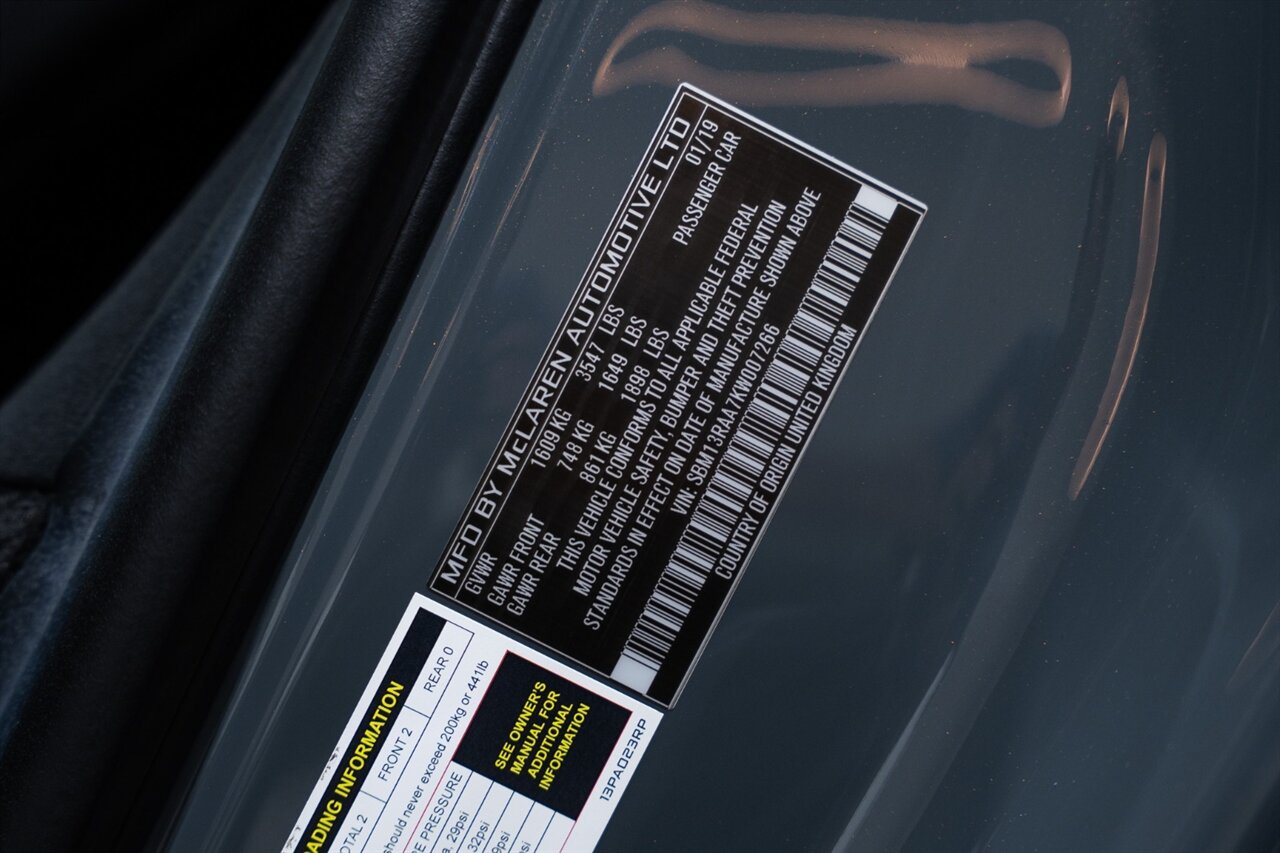 MFD BY McLAREN AUTOMOTIVE LTD
GVWR 1609 KG 3547 LBS 01/19
GAWR FRONT 748 KG 1649 LBS PASSENGER CAR
GAWR REAR 861 KG 1898 LBS
THIS VEHICLE CONFORMS TO ALL APPLICABLE FEDERAL
MOTOR VEHICLE SAFETY, BUMPER AND THEFT PREVENTION
STANDARDS IN EFFECT ON DATE OF MANUFACTURE SHOWN ABOVE
VIN: SBM13RAA7KW007266
COUNTRY OF ORIGIN UNITED KINGDOM
ADING INFORMATION
OTAL 2 FRONT 2 REAR 0
should never exceed 200kg or 441lb
E PRESSURE
29psi
32psi
SEE OWNER'S
MANUAL FOR
ADDITIONAL
INFORMATION
13PA023RP